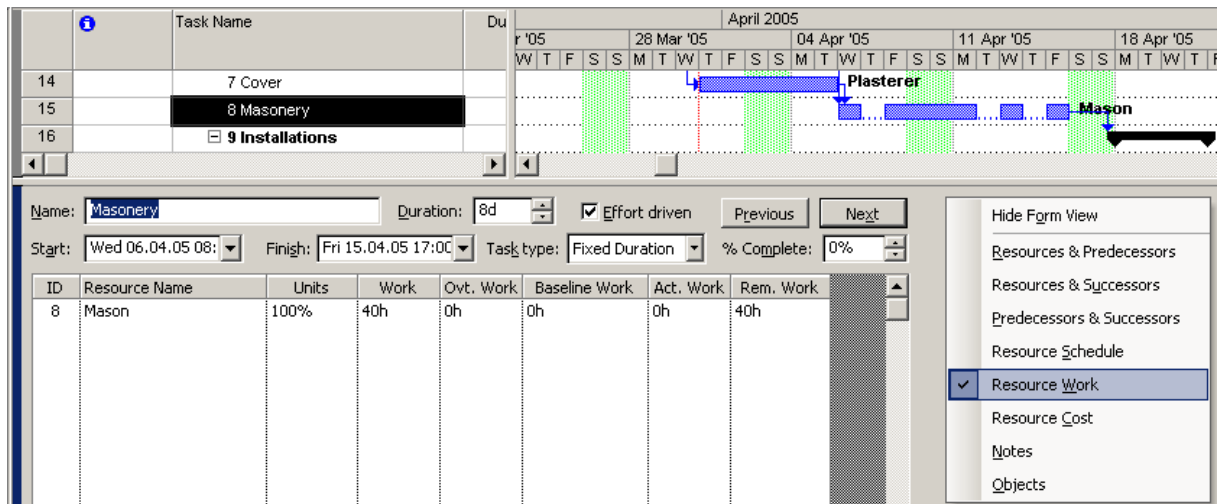 Task Name Du
April 2005
r '05 28 Mar '05 04 Apr '05 11 Apr '05 18 Apr '05
W T F S S M T W T F S S M T W T F S S M T W T F S S M T W T F
14 7 Cover Plasterer
15 8 Masonery Mason
16 9 Installations
Name: Masonery Duration: 8d Effort driven Previous Next
Start: Wed 06.04.05 08: Finish: Fri 15.04.05 17:00 Task type: Fixed Duration % Complete: 0%
ID Resource Name Units Work Ovt. Work Baseline Work Act. Work Rem. Work
8 Mason 100% 40h 0h 0h 0h 40h
Hide Form View
Resources & Predecessors
Resources & Successors
Predecessors & Successors
Resource Schedule
Resource Work
Resource Cost
Notes
Objects